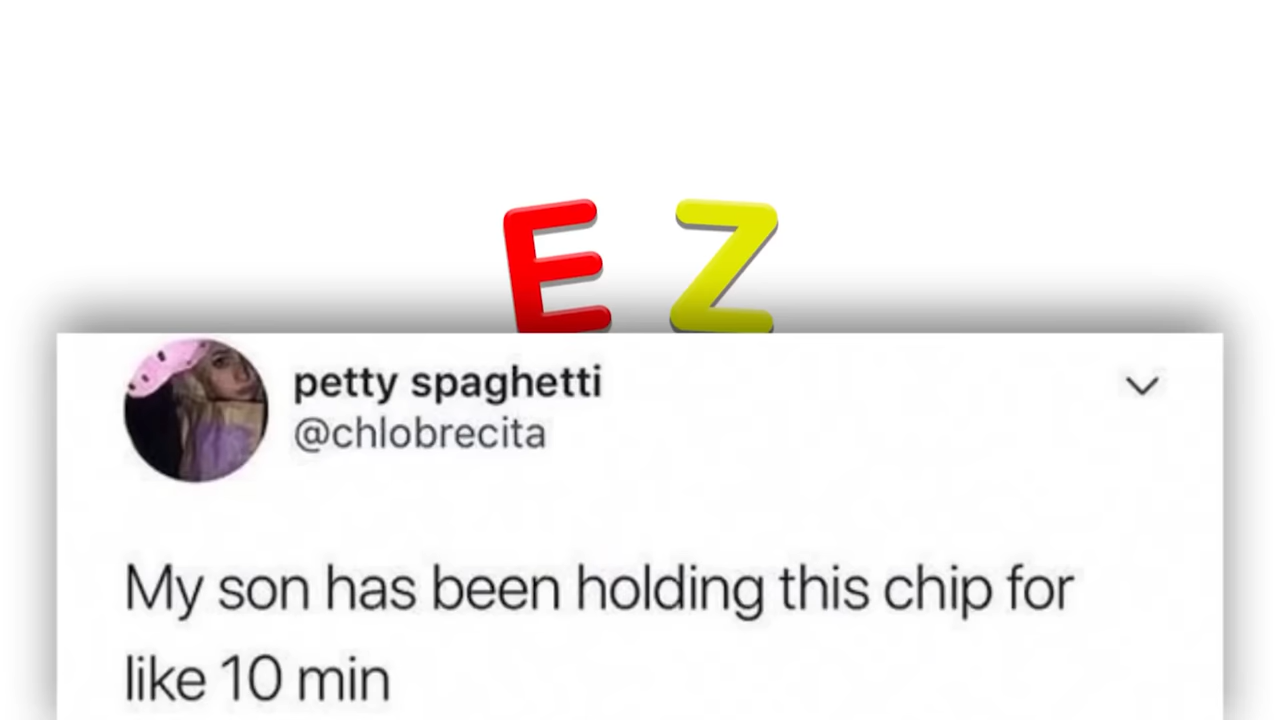 E Z
petty spaghetti
@chlobrecita
My son has been holding this chip for
like 10 min